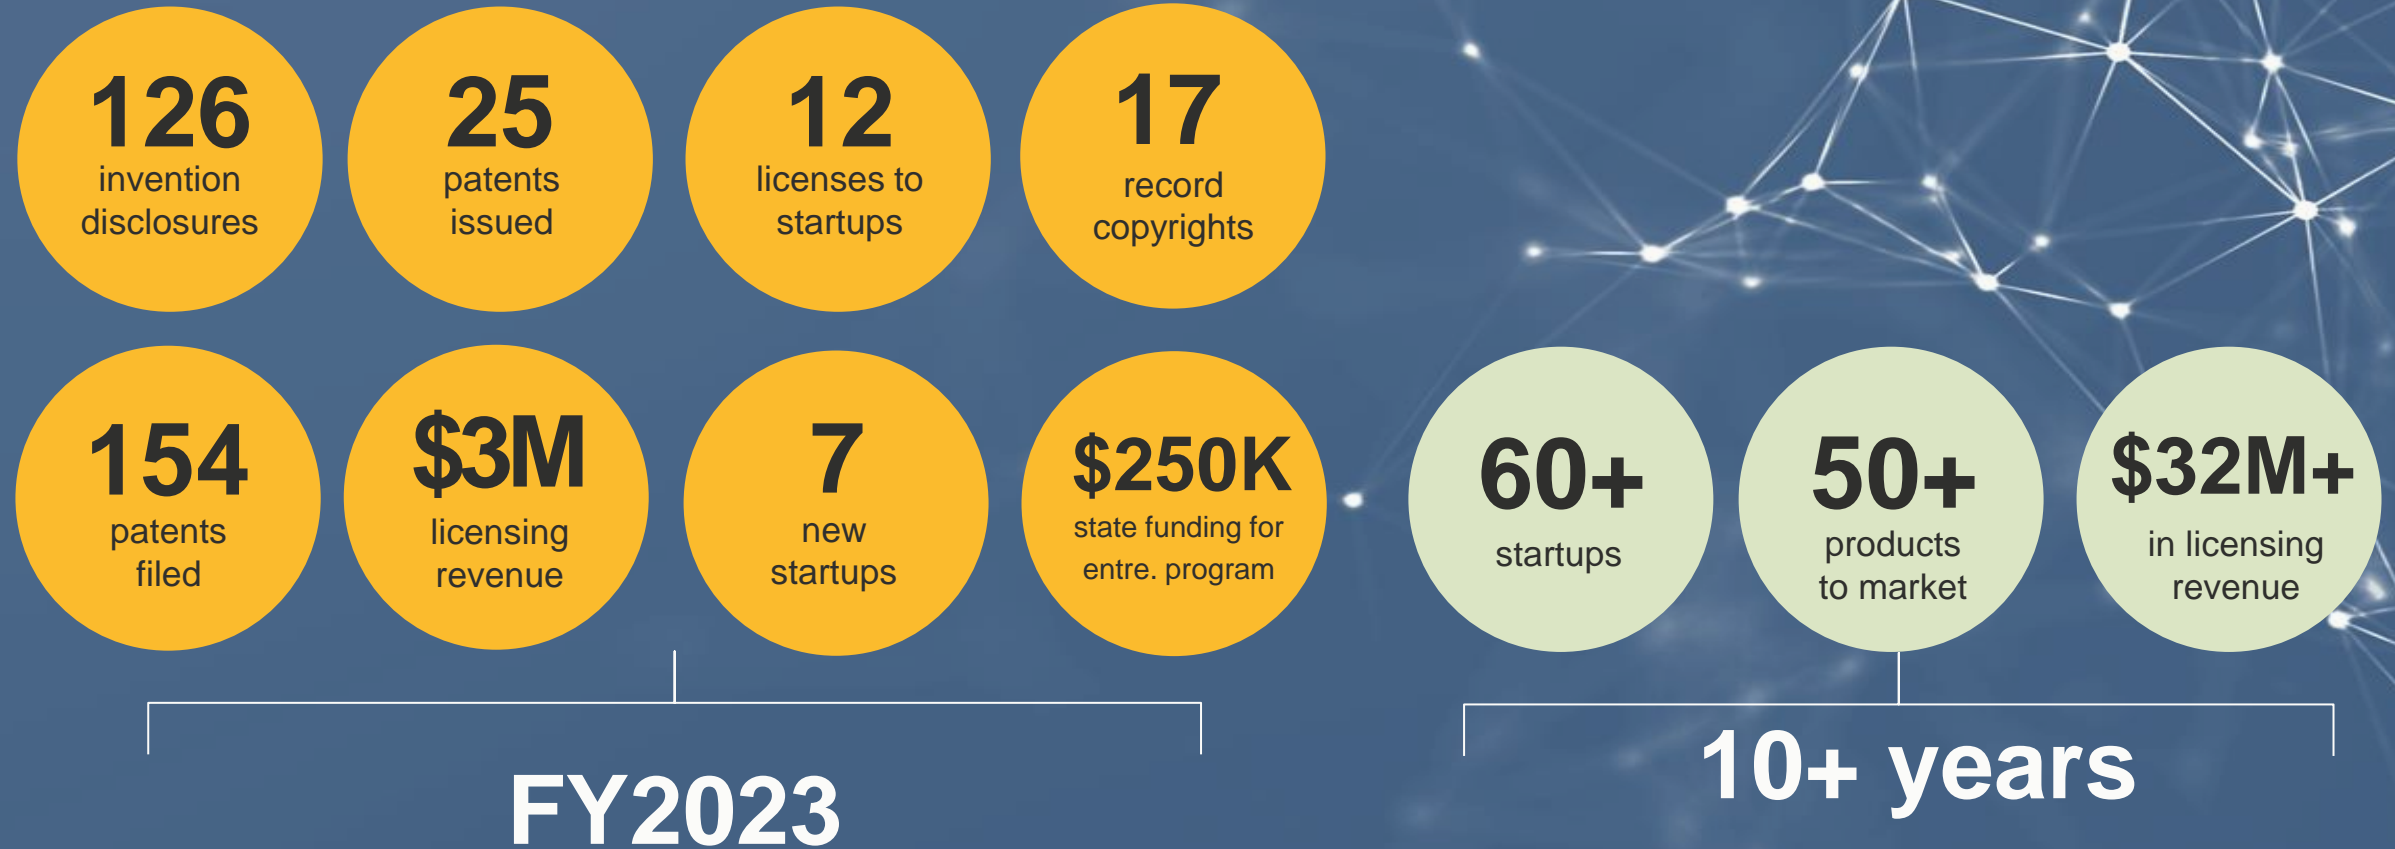 126
invention
disclosures
25
patents
issued
12
licenses to
startups
17
record
copyrights
154
patents
filed
$3M
licensing
revenue
7
new
startups
$250K
state funding for
entre. program
FY2023
60+
startups
50+
products
to market
$32M+
in licensing
revenue
10+ years